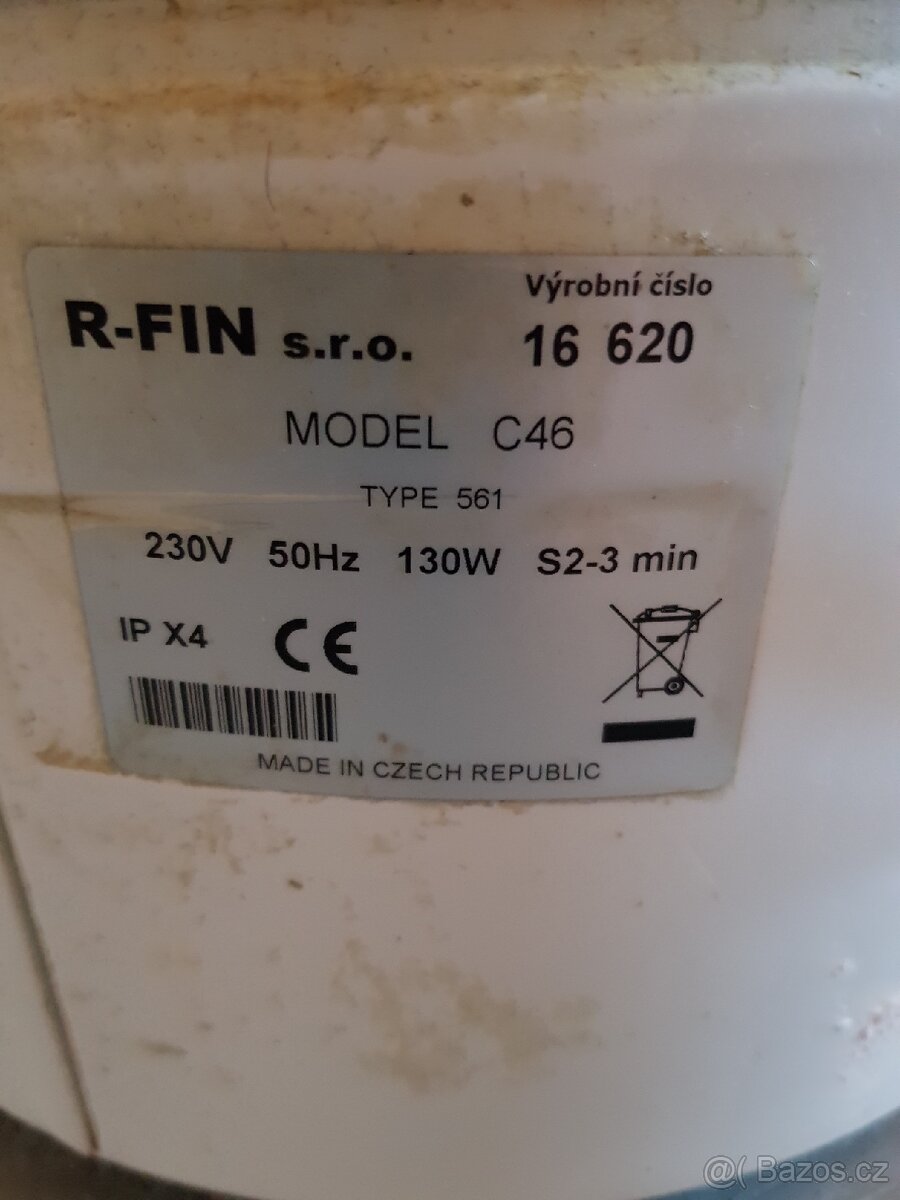 Výrobní číslo
R-FIN s.r.o. 16 620
MODEL C46
TYPE 561
230V 50Hz 130W S2-3 min
IP X4 CE
MADE IN CZECH REPUBLIC
@( Bazos.cz